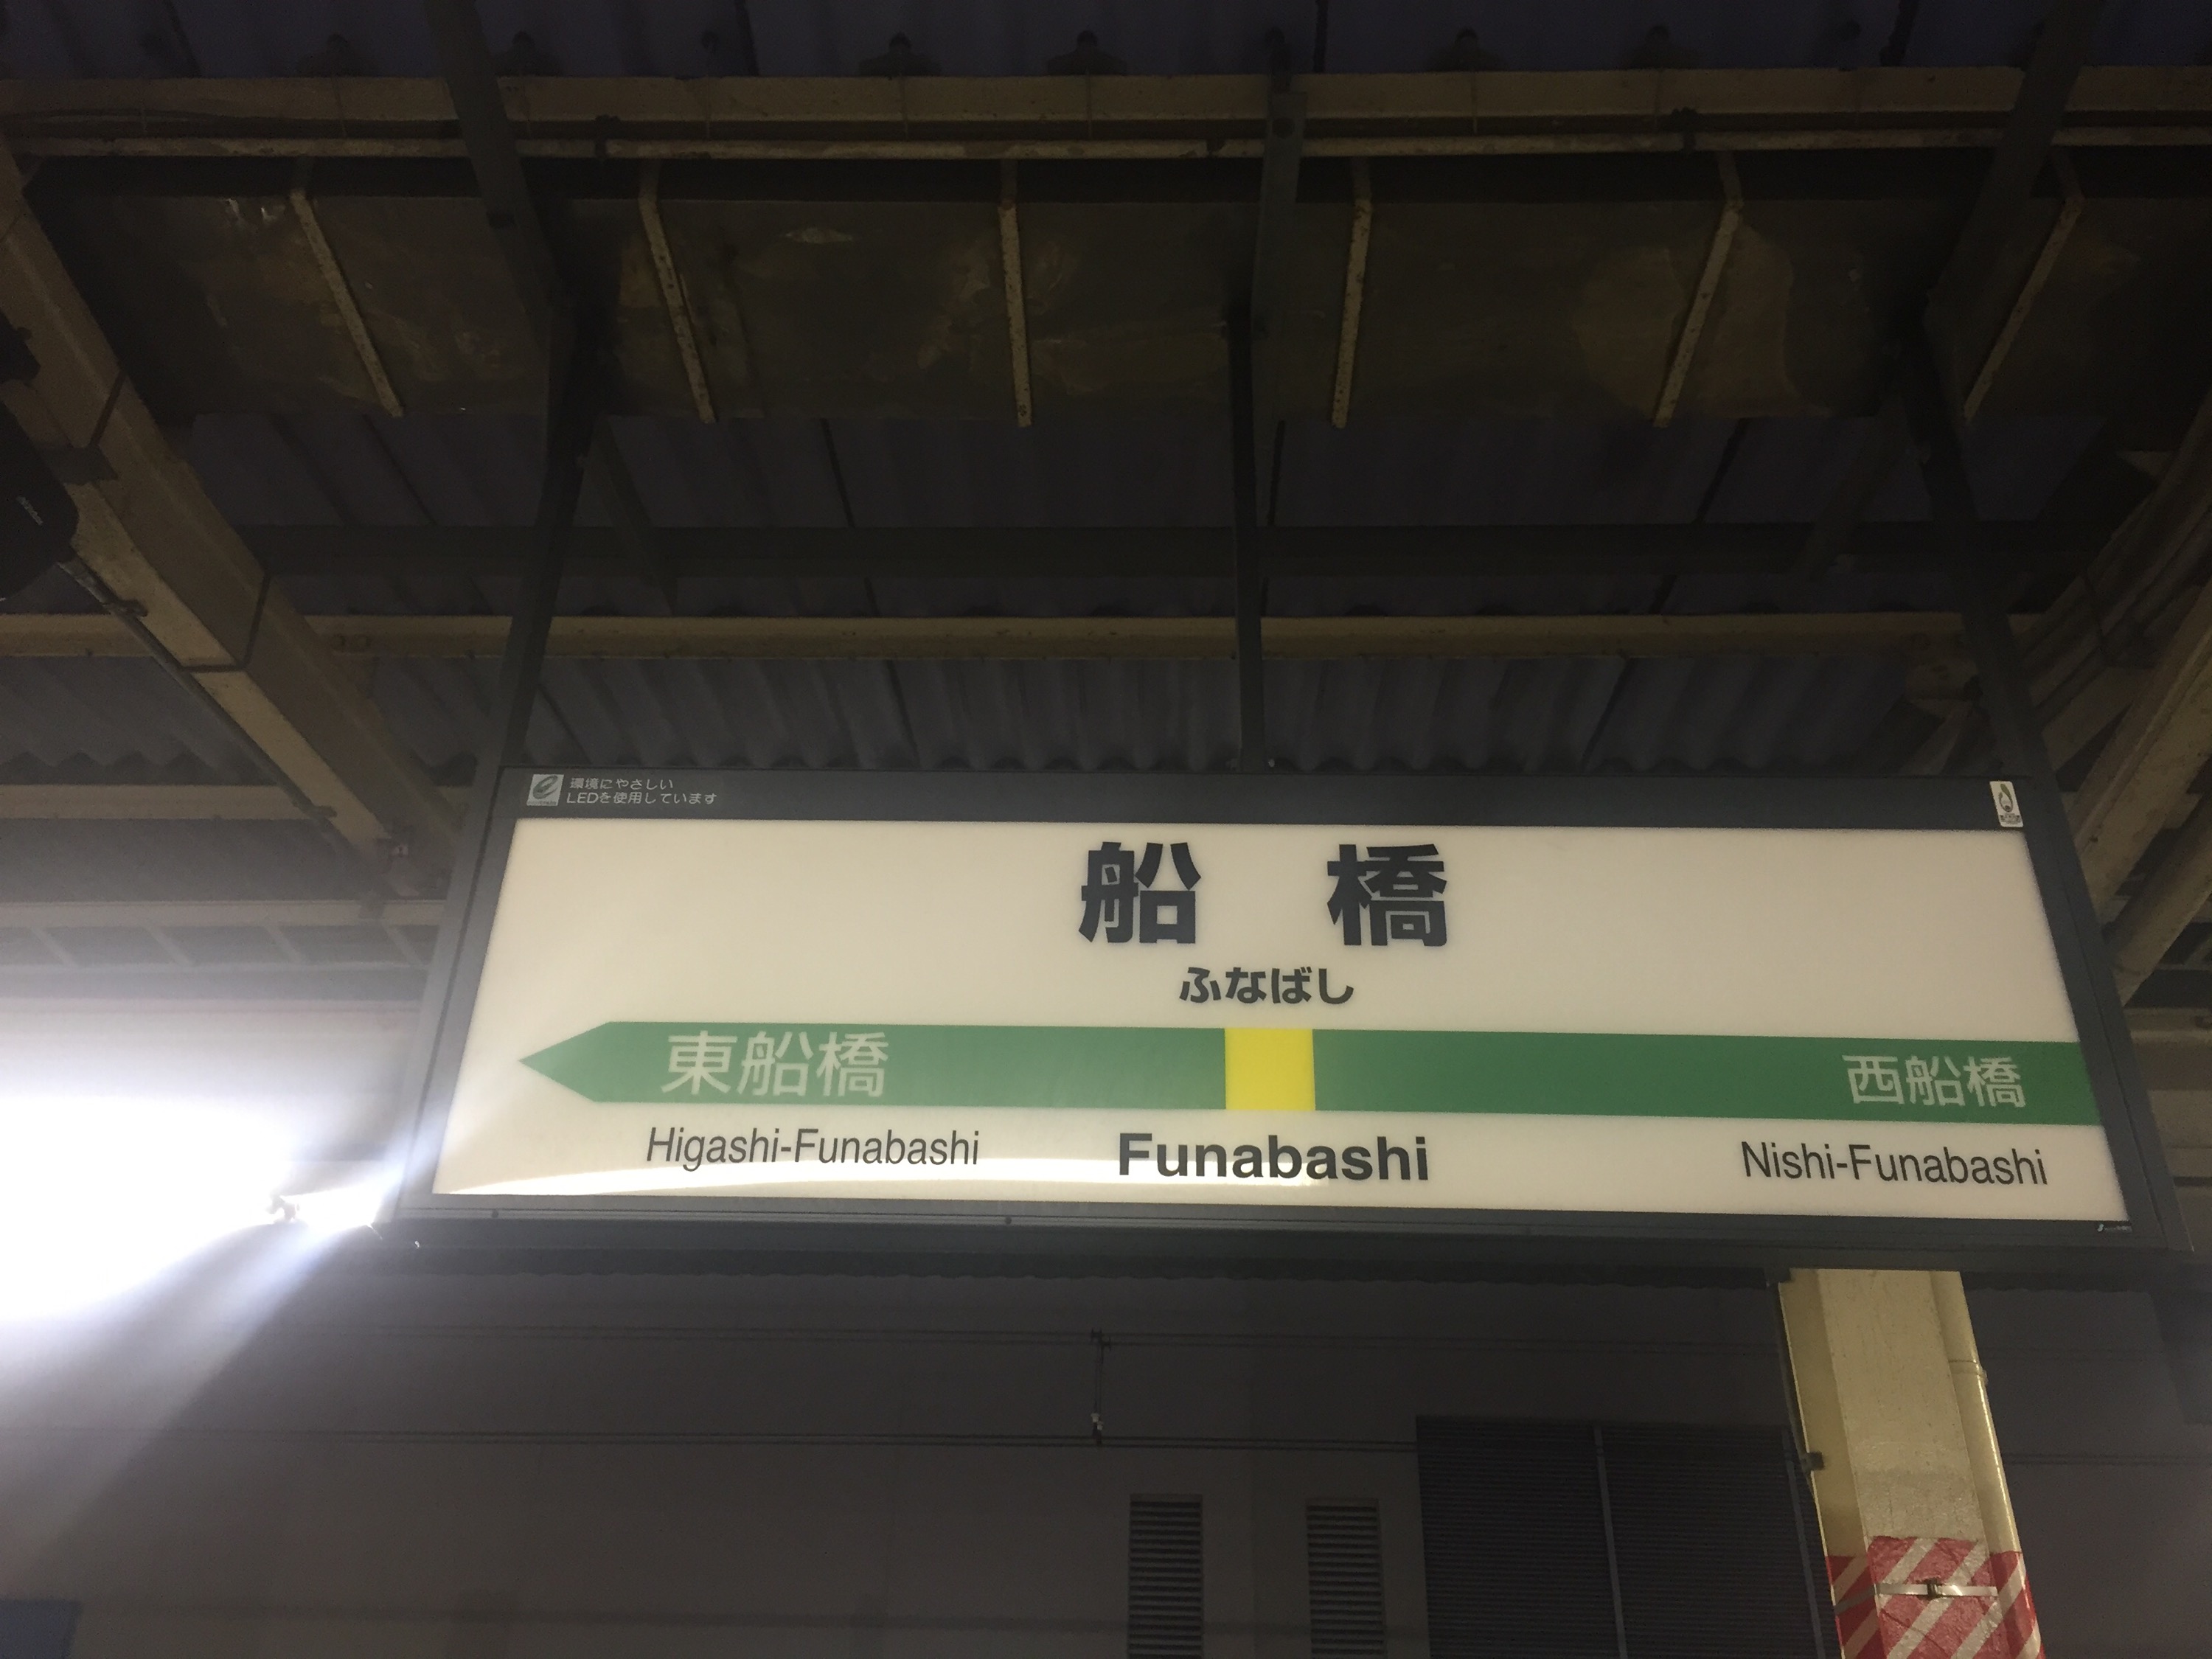 環境にやさしい
LEDを使用しています
船橋
ふなばし
東船橋
西船橋
Higashi-Funabashi
Funabashi
Nishi-Funabashi